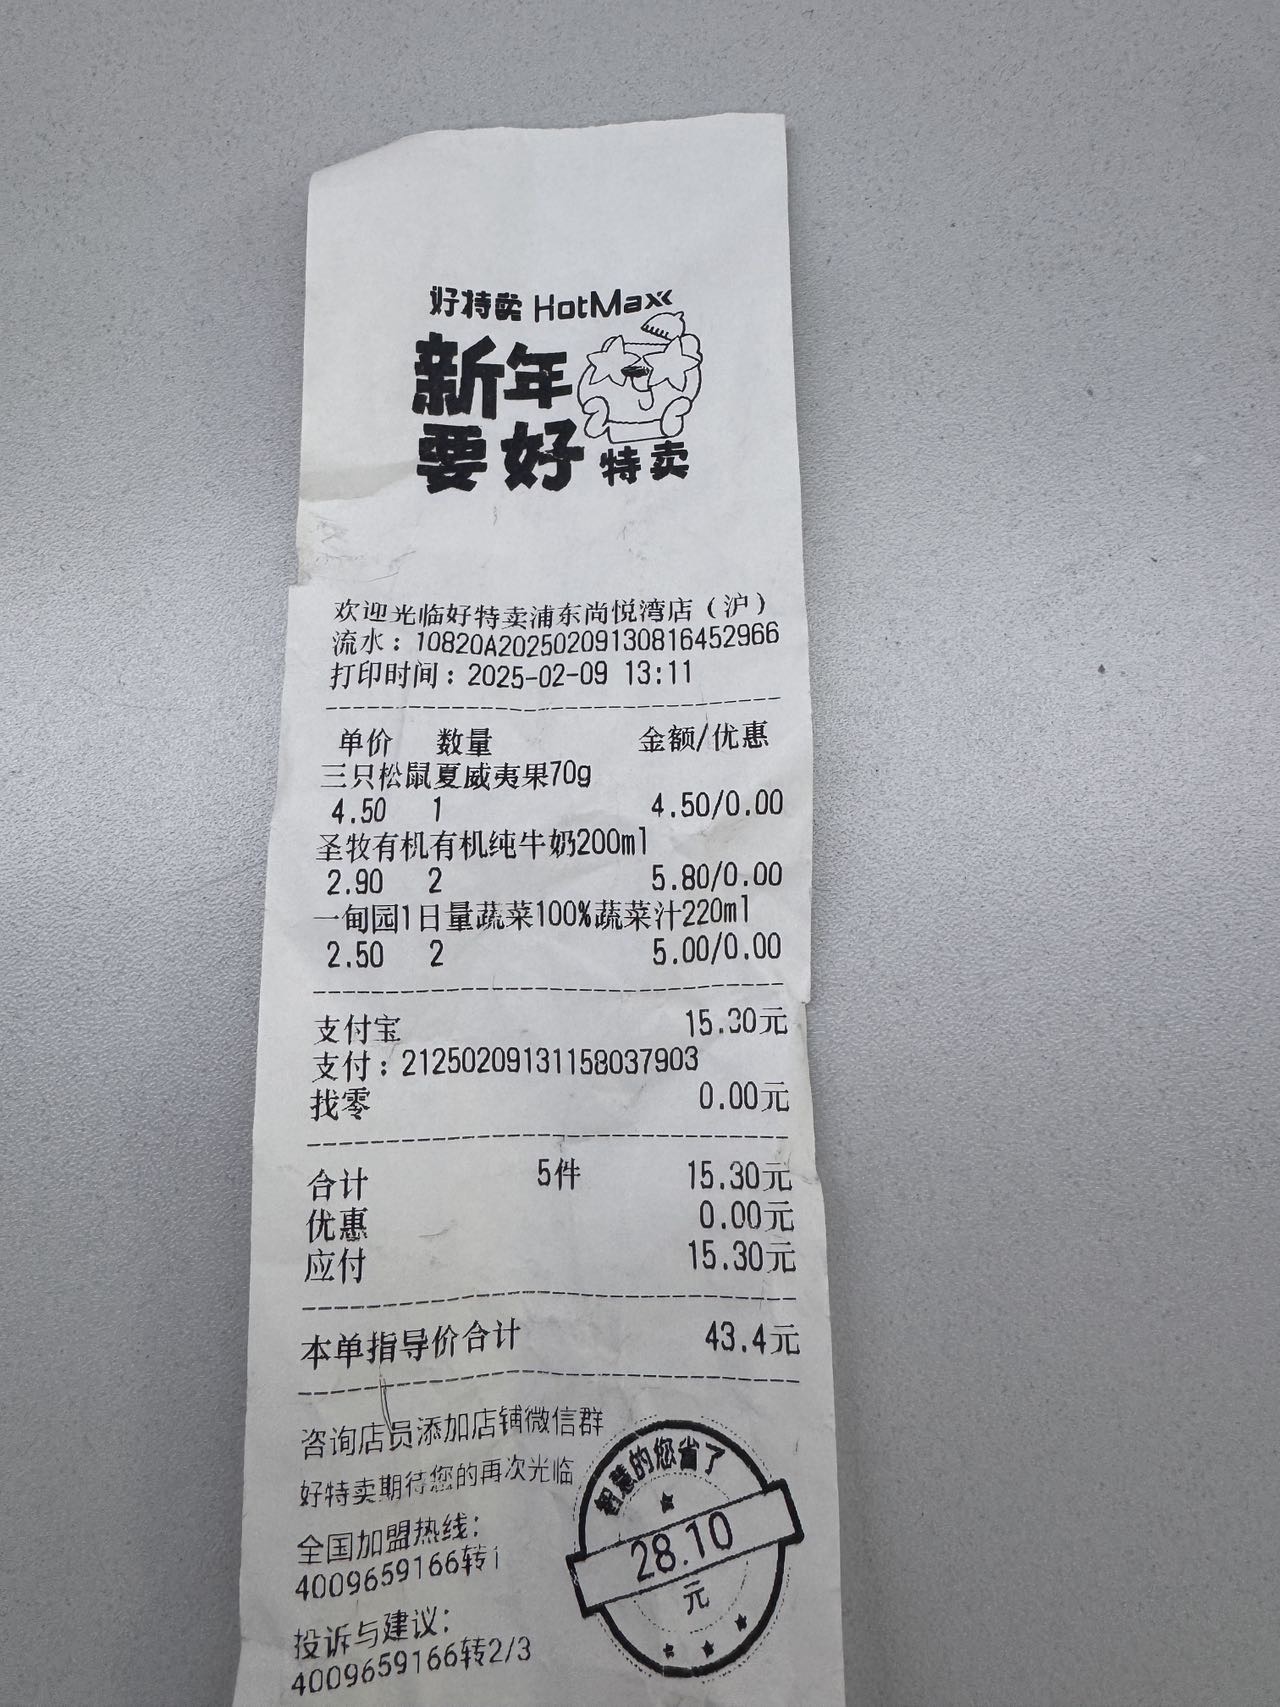 好特卖 HotMaxx
新年
要好特卖
欢迎光临好特卖浦东尚悦湾店（沪）
流水：10820A20250209130816452966
打印时间：2025-02-09 13:11
单价 数量 金额/优惠
三只松鼠夏威夷果70g
4.50 1 4.50/0.00
圣牧有机有机纯牛奶200ml
2.90 2 5.80/0.00
一甸园1日量蔬菜100%蔬菜汁220ml
2.50 2 5.00/0.00
支付宝 15.30元
支付：21250209131158037903
找零 0.00元
合计 5件 15.30元
优惠 0.00元
应付 15.30元
本单指导价合计 43.4元
咨询店员添加店铺微信群
好特卖期待您的再次光临
全国加盟热线：
4009659166转1
投诉与建议：
4009659166转2/3
智慧的您省了
28.10
元